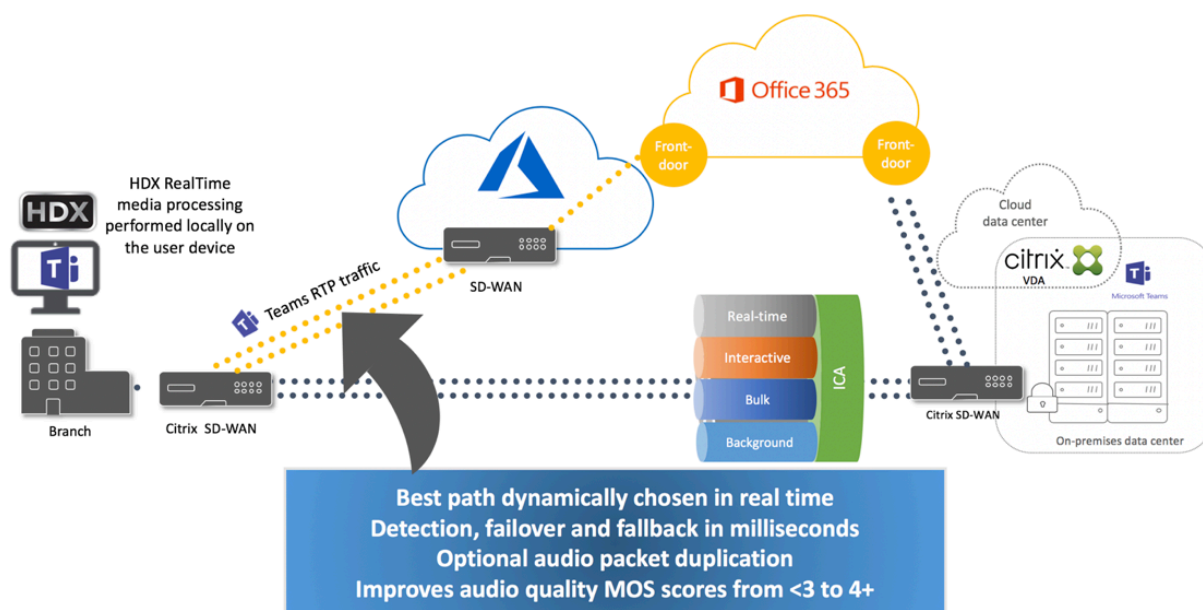 Office 365
Front-
door
Front-
door
HDX RealTime
media processing
performed locally on
the user device
HDX
Cloud
data center
citrix
VDA
Microsoft Teams
SD-WAN
Teams RTP traffic
Real-time
Interactive
Bulk
Background
ICA
Branch
Citrix SD-WAN
Citrix SD-WAN
On-premises data center
Best path dynamically chosen in real time
Detection, failover and fallback in milliseconds
Optional audio packet duplication
Improves audio quality MOS scores from <3 to 4+